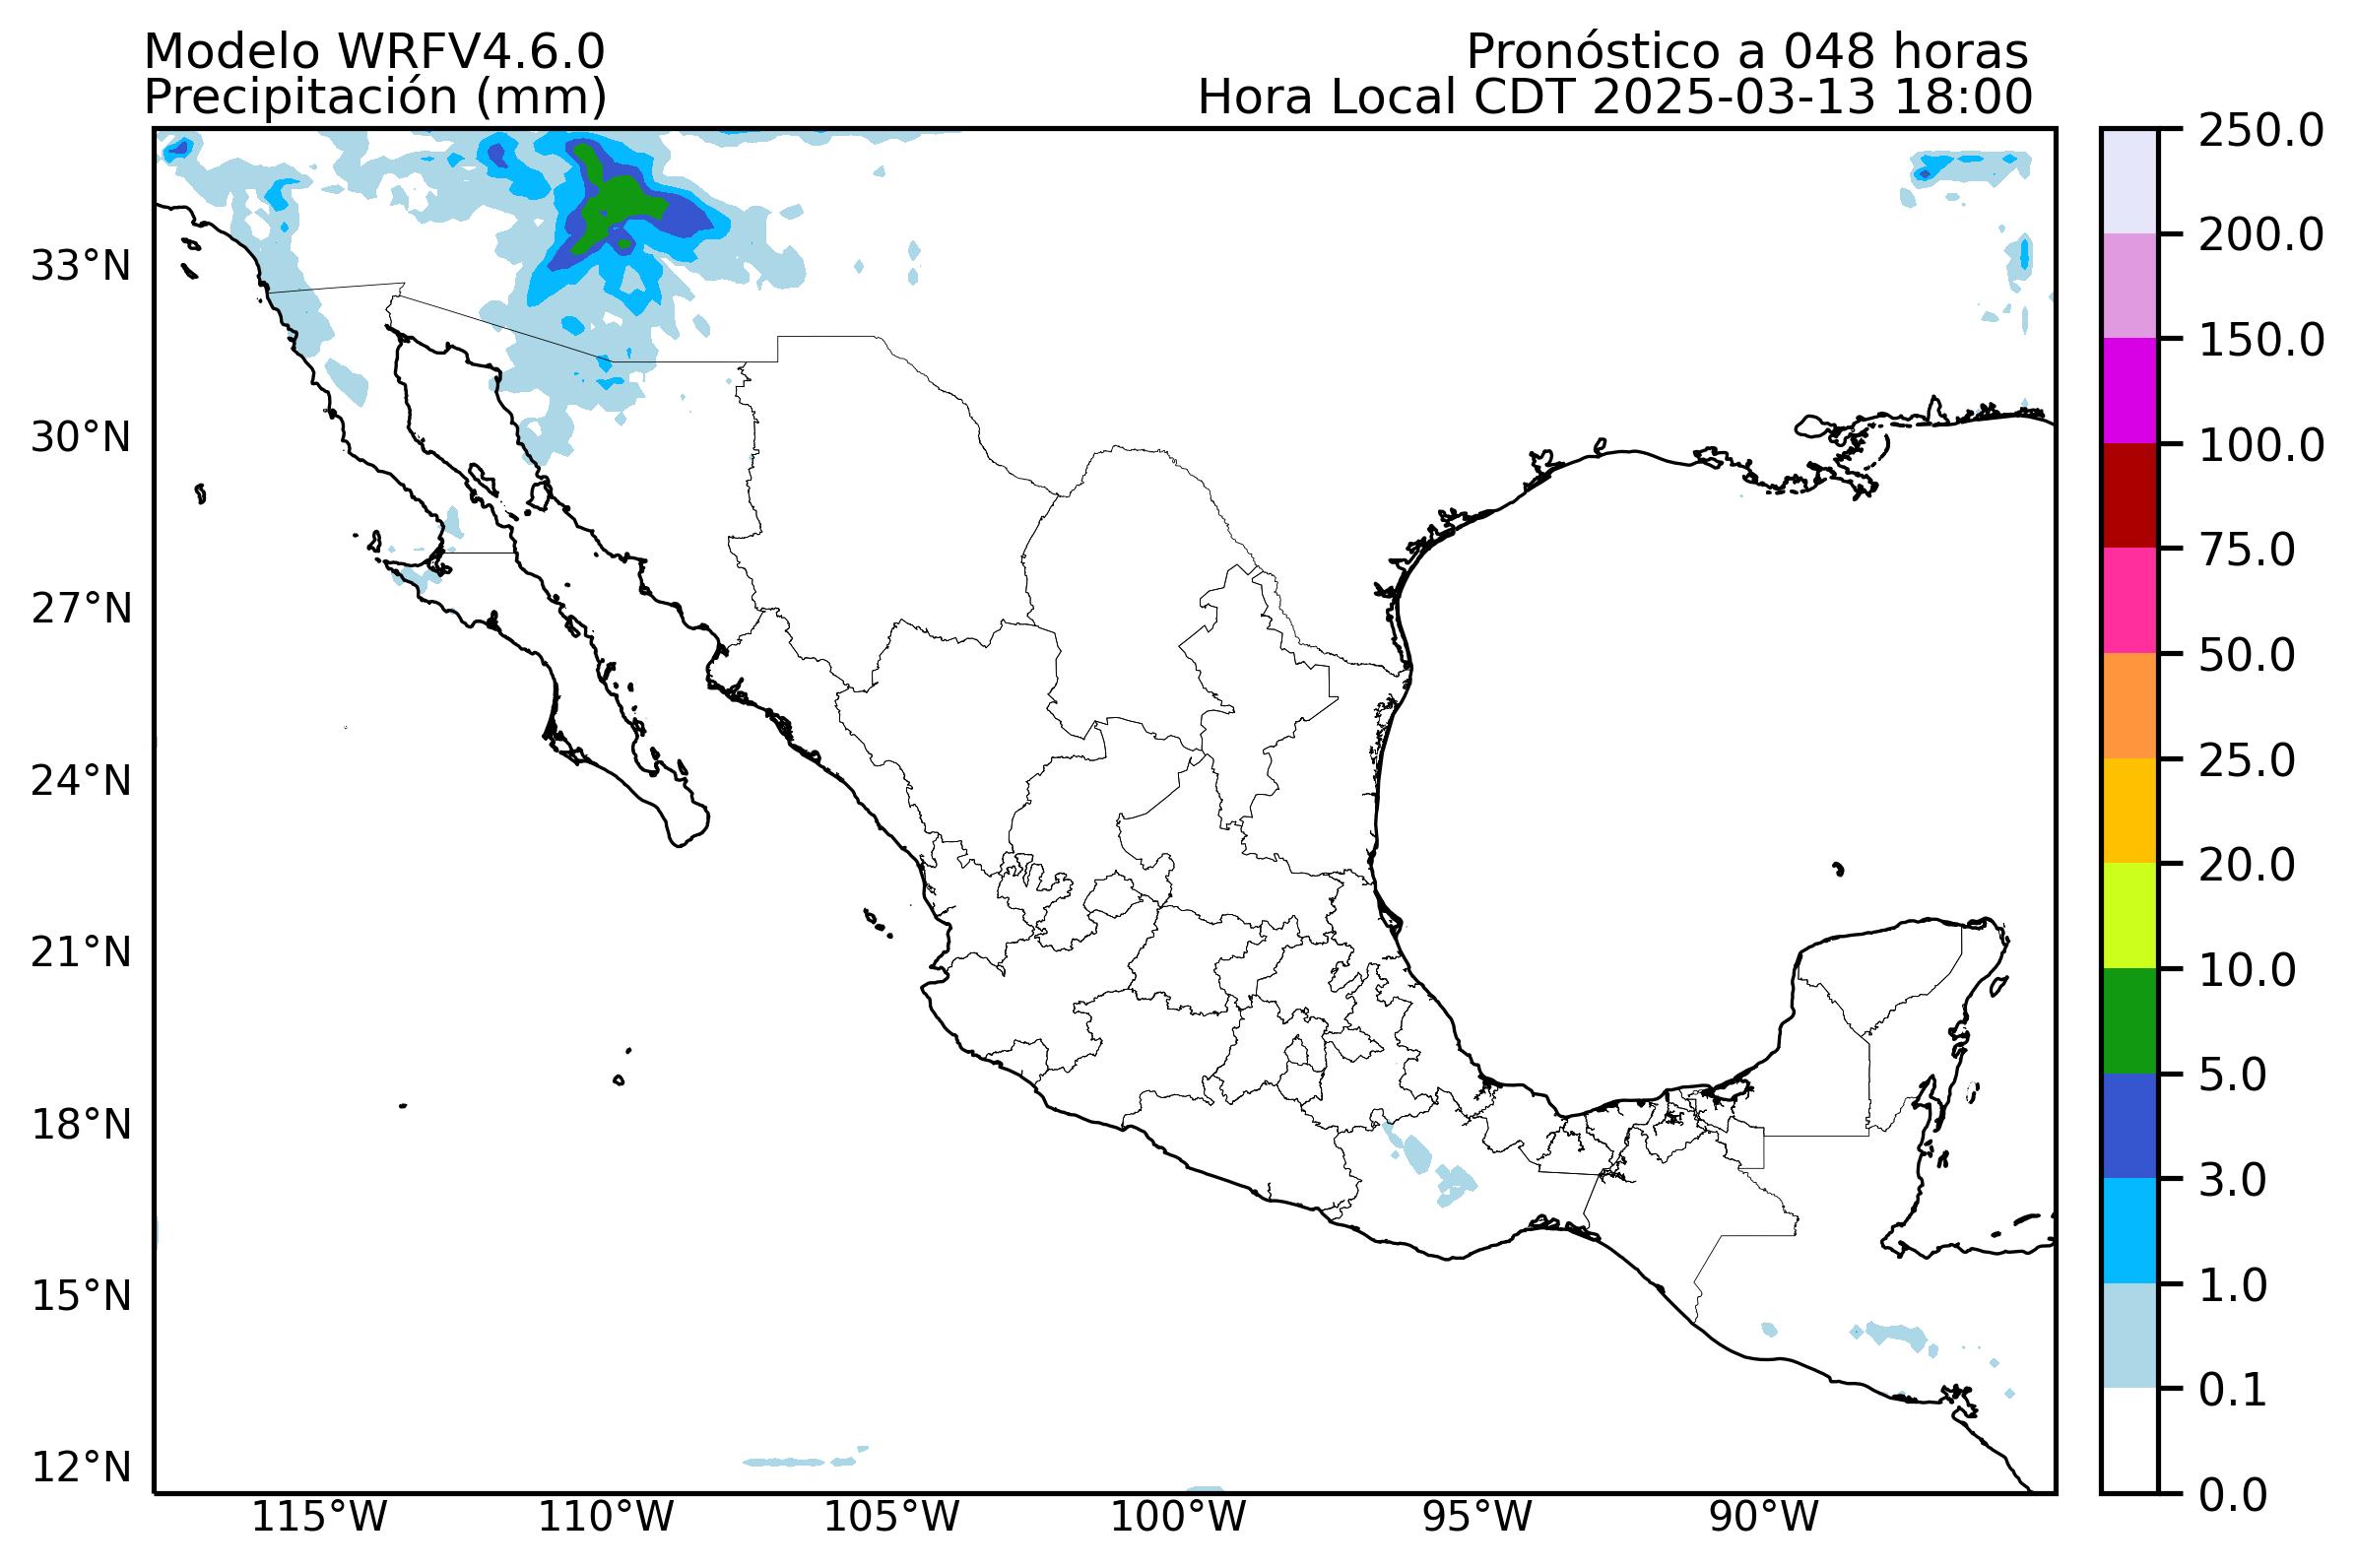 Modelo WRFV4.6.0
Pronóstico a 048 horas
Precipitación (mm)
Hora Local CDT 2025-03-13 18:00
33°N
30°N
27°N
24°N
21°N
18°N
15°N
12°N
115°W
110°W
105°W
100°W
95°W
90°W
250.0
200.0
150.0
100.0
75.0
50.0
25.0
20.0
10.0
5.0
3.0
1.0
0.1
0.0